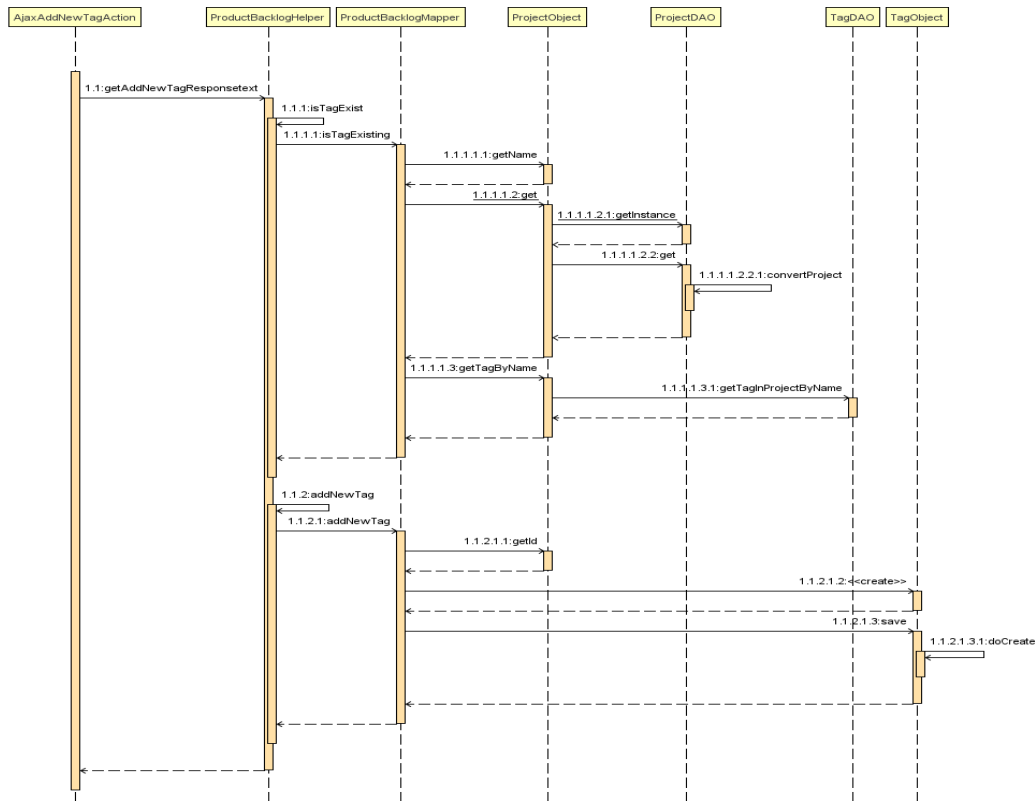 AjaxAddNewTagAction
ProductBacklogHelper
ProductBacklogMapper
ProjectObject
ProjectDAO
TagDAO
TagObject
1.1:getAddNewTagResponsetext
1.1.1:isTagExist
1.1.1.1:isTagExisting
1.1.1.1.1:getName
1.1.1.1.2:get
1.1.1.1.2.1:getInstance
1.1.1.1.2.2:get
1.1.1.1.2.2.1:convertProject
1.1.1.1.3:getTagByName
1.1.1.1.3.1:getTagInProjectByName
1.1.2:addNewTag
1.1.2.1:addNewTag
1.1.2.1.1:getId
1.1.2.1.2:<<create>>
1.1.2.1.3:save
1.1.2.1.3.1:doCreate